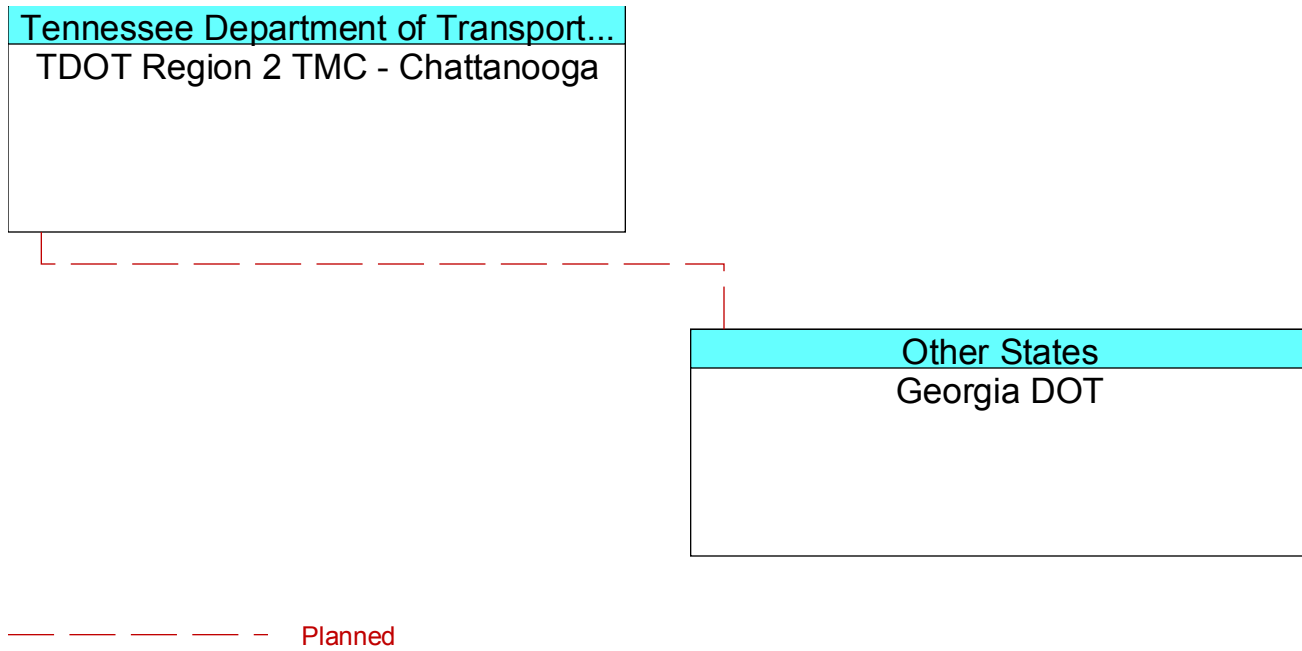 Tennessee Department of Transport...
TDOT Region 2 TMC - Chattanooga
Other States
Georgia DOT
Planned